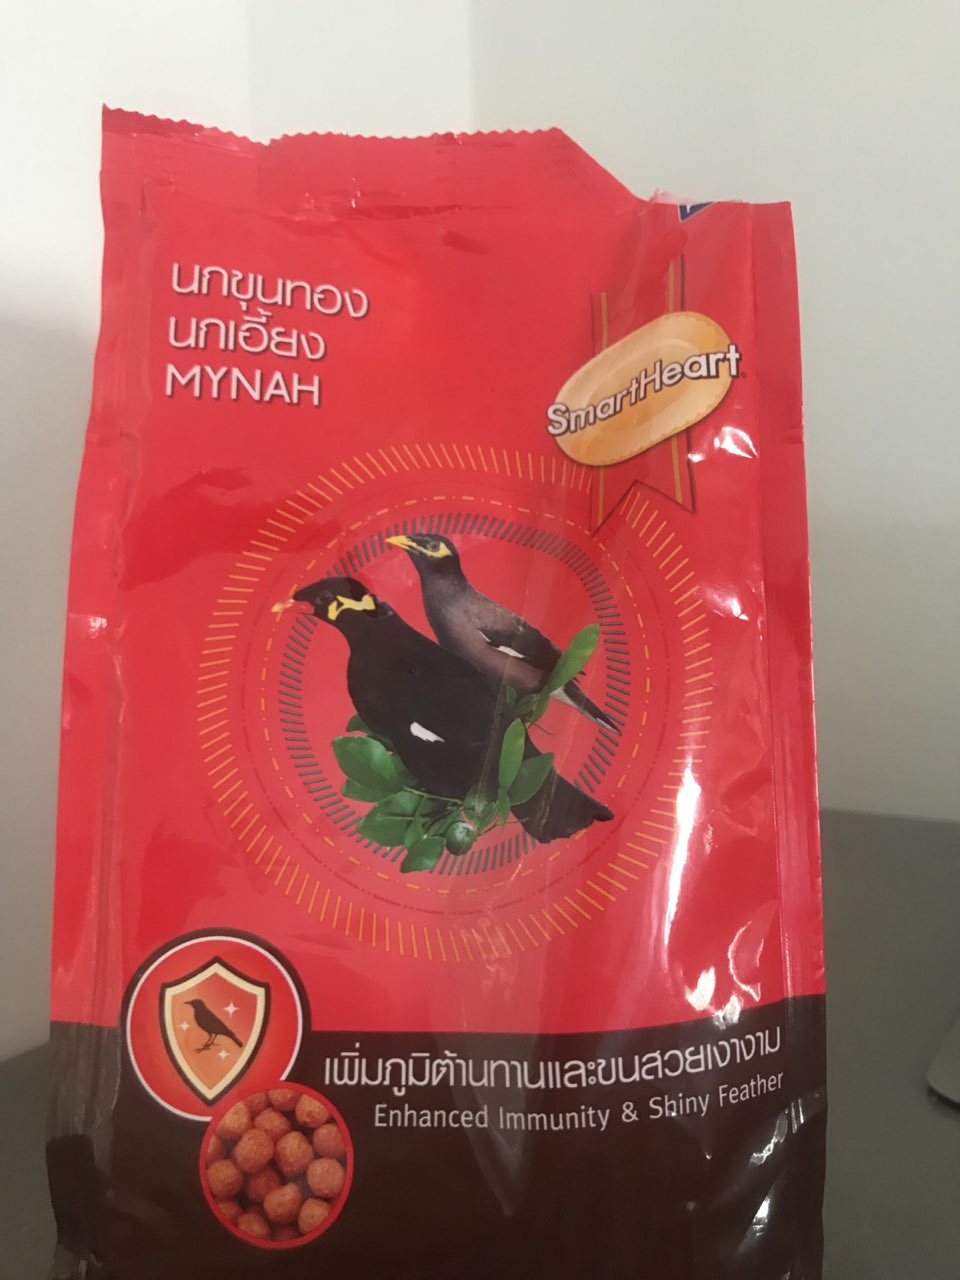 นกขุนทอง
นกเอี้ยง
MYNAH
SmartHeart
เพิ่มภูมิต้านทานและขนสวยเงางาม
Enhanced Immunity & Shiny Feather